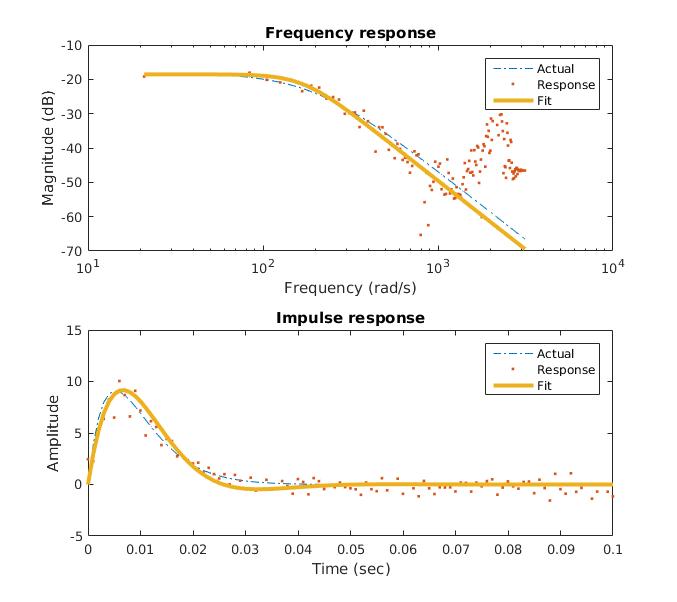 Frequency response
-10
-20
-30
-40
-50
-60
-70
Magnitude (dB)
Actual
Response
Fit
10^1
10^2
10^3
10^4
Frequency (rad/s)
Impulse response
15
10
5
0
-5
Amplitude
Actual
Response
Fit
0
0.01
0.02
0.03
0.04
0.05
0.06
0.07
0.08
0.09
0.1
Time (sec)